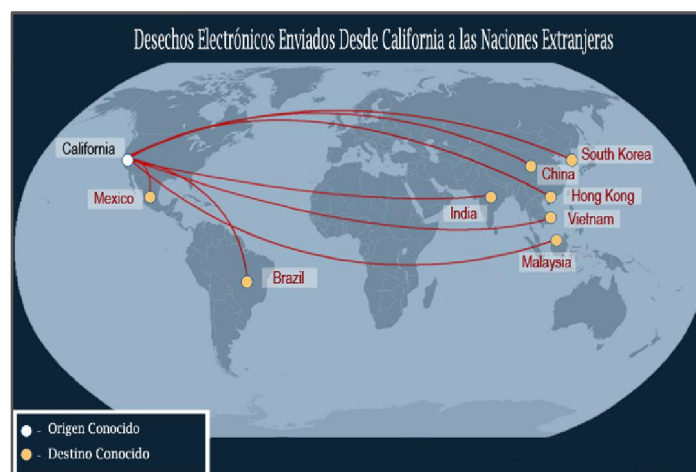 Desechos Electrónicos Enviados Desde California a las Naciones Extranjeras
California
South Korea
China
Mexico
India
Hong Kong
Vietnam
Malaysia
Brazil
- Origen Conocido
- Destino Conocido